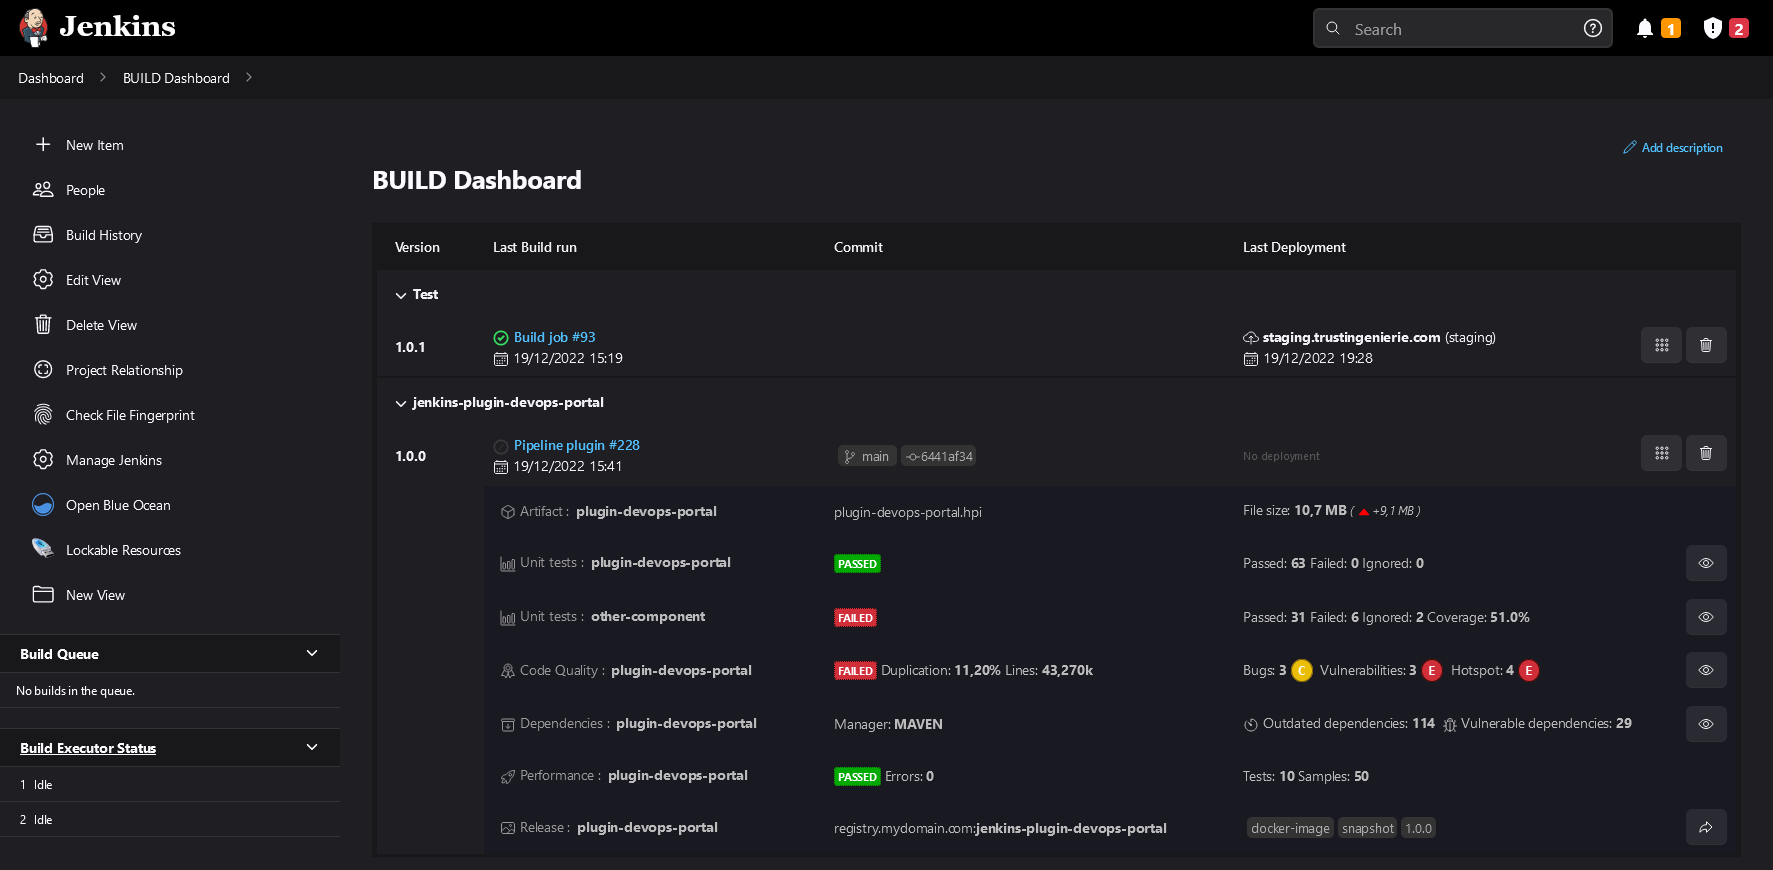 Jenkins
Search
1
2
Dashboard
BUILD Dashboard
New Item
People
Build History
Edit View
Delete View
Project Relationship
Check File Fingerprint
Manage Jenkins
Open Blue Ocean
Lockable Resources
New View
Build Queue
No builds in the queue.
Build Executor Status
1 Idle
2 Idle
Add description
BUILD Dashboard
Version Last Build run Commit Last Deployment
Test
1.0.1
Build job #93
19/12/2022 15:19
staging.trustingenierie.com (staging)
19/12/2022 19:28
jenkins-plugin-devops-portal
1.0.0
Pipeline plugin #228
19/12/2022 15:41
main 6441af34
No deployment
Artifact : plugin-devops-portal plugin-devops-portal.hpi File size: 10,7 MB ( +9,1 MB )
Unit tests : plugin-devops-portal PASSED Passed: 63 Failed: 0 Ignored: 0
Unit tests : other-component FAILED Passed: 31 Failed: 6 Ignored: 2 Coverage: 51.0%
Code Quality : plugin-devops-portal FAILED Duplication: 11,20% Lines: 43,270k Bugs: 3 C Vulnerabilities: 3 E Hotspot: 4 E
Dependencies : plugin-devops-portal Manager: MAVEN Outdated dependencies: 114 Vulnerable dependencies: 29
Performance : plugin-devops-portal PASSED Errors: 0 Tests: 10 Samples: 50
Release : plugin-devops-portal registry.mydomain.com:jenkins-plugin-devops-portal docker-image snapshot 1.0.0